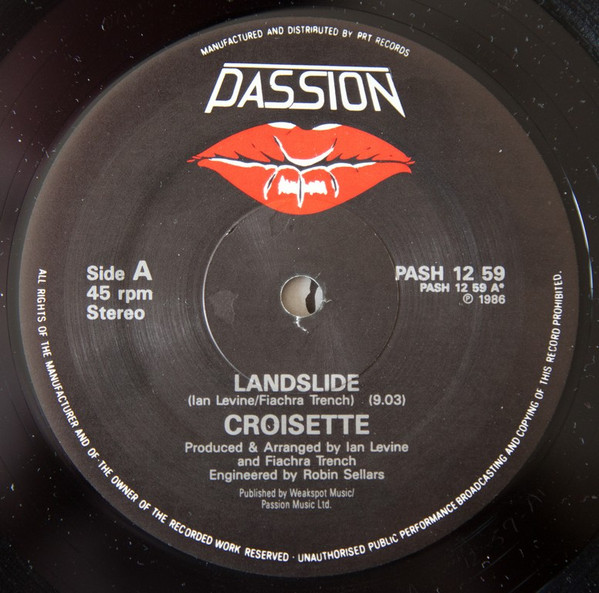 MANUFACTURED AND DISTRIBUTED BY PRT RECORDS
PASSION
Side A
45 rpm
Stereo
PASH 12 59
PASH 12 59 A*
℗ 1986
LANDSLIDE
(Ian Levine/Fiachra Trench) (9.03)
CROISETTE
Produced & Arranged by Ian Levine
and Fiachra Trench
Engineered by Robin Sellars
Published by Weakspot Music/
Passion Music Ltd.
ALL RIGHTS OF THE MANUFACTURER AND OF THE OWNER OF THE RECORDED WORK RESERVED · UNAUTHORISED PUBLIC PERFORMANCE BROADCASTING AND COPYING OF THIS RECORD PROHIBITED.